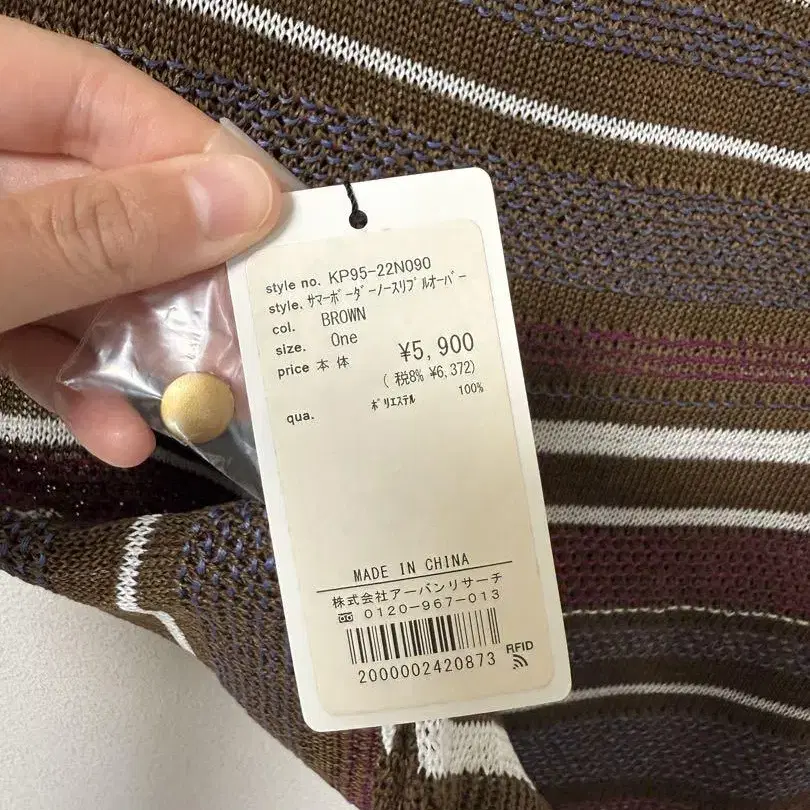 style no. KP95-22N090
style. ｻﾏｰﾎﾞｰﾀﾞｰﾉｰｽﾘﾌﾟﾙｵｰﾊﾞｰ
col. BROWN
size. One
price 本 体 ¥5,900
( 税8% ¥6,372)
qua. ﾎﾟﾘｴｽﾃﾙ 100%
MADE IN CHINA
株式会社アーバンリサーチ
0120-967-013
RFID
2000002420873